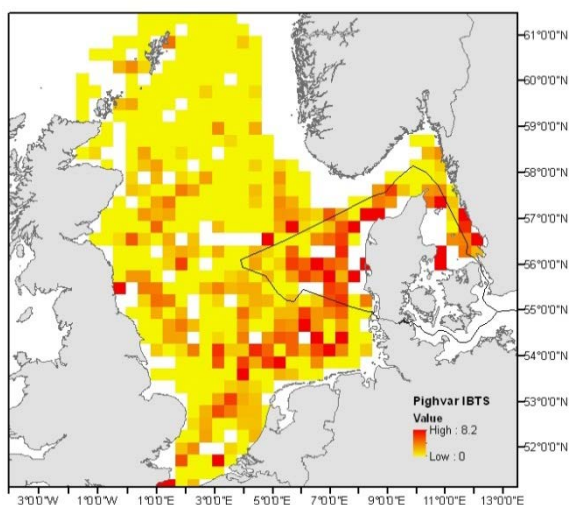 61°0'0"N
60°0'0"N
59°0'0"N
58°0'0"N
57°0'0"N
56°0'0"N
55°0'0"N
54°0'0"N
53°0'0"N
52°0'0"N
Pighvar IBTS
Value
High : 8.2
Low : 0
3°0'0"W 1°0'0"W 1°0'0"E 3°0'0"E 5°0'0"E 7°0'0"E 9°0'0"E 11°0'0"E 13°0'0"E